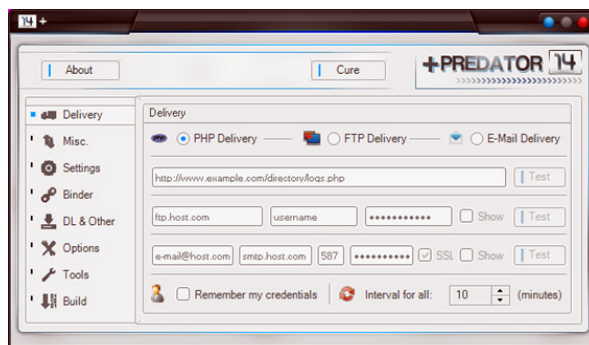 14 +
About
Cure
+PREDATOR 14
Delivery
Misc.
Settings
Binder
DL & Other
Options
Tools
Build
Delivery
php PHP Delivery FTP Delivery E-Mail Delivery
http://www.example.com/directory/logs.php Test
ftp.host.com username Show Test
e-mail@host.com smtp.host.com 587 SSL Show Test
Remember my credentials Interval for all: 10 (minutes)